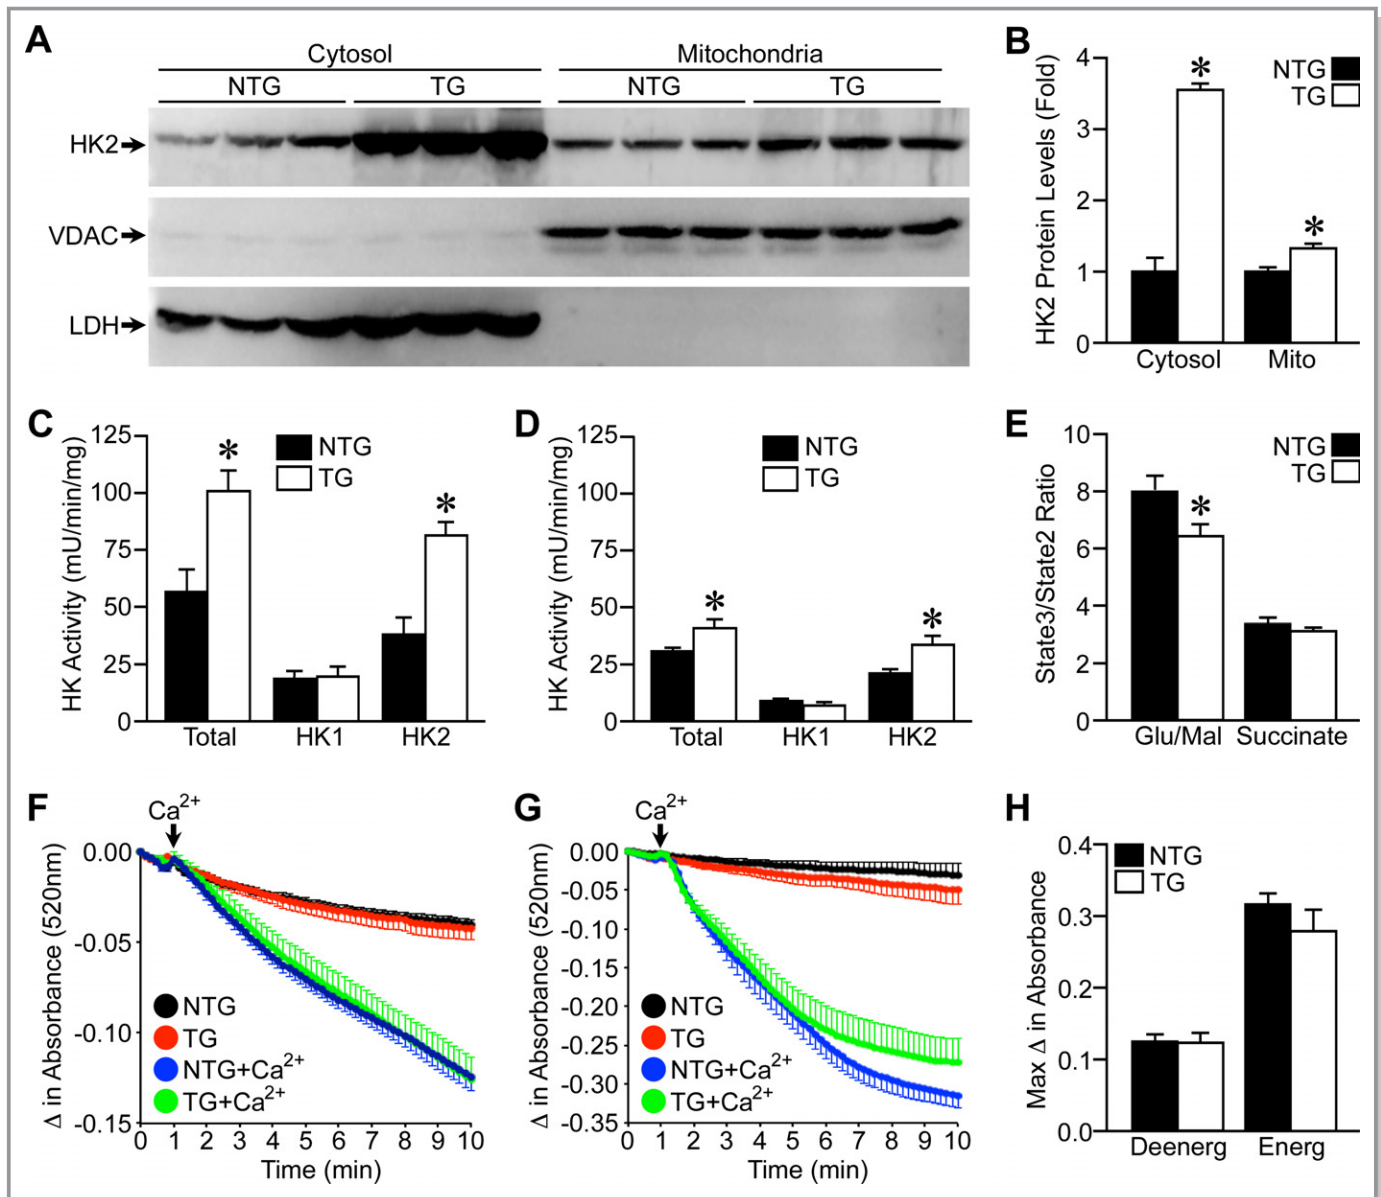 A
Cytosol Mitochondria
NTG TG NTG TG
HK2
VDAC
LDH
B
HK2 Protein Levels (Fold)
4
3
2
1
0
*
*
NTG
TG
Cytosol Mito
C
HK Activity (mU/min/mg)
125
100
75
50
25
0
*
*
NTG
TG
Total HK1 HK2
D
HK Activity (mU/min/mg)
125
100
75
50
25
0
*
*
NTG
TG
Total HK1 HK2
E
State3/State2 Ratio
10
8
6
4
2
0
*
NTG
TG
Glu/Mal Succinate
F
Ca2+
Δ in Absorbance (520nm)
0.00
-0.05
-0.10
-0.15
NTG
TG
NTG+Ca2+
TG+Ca2+
0 1 2 3 4 5 6 7 8 9 10
Time (min)
G
Ca2+
Δ in Absorbance (520nm)
0.00
-0.05
-0.10
-0.15
-0.20
-0.25
-0.30
-0.35
NTG
TG
NTG+Ca2+
TG+Ca2+
0 1 2 3 4 5 6 7 8 9 10
Time (min)
H
Max Δ in Absorbance
0.4
0.3
0.2
0.1
0.0
NTG
TG
Deenerg Energ